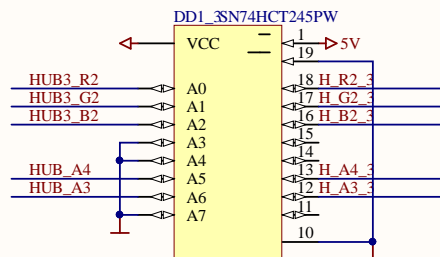 DD1_3SN74HCT245PW
VCC 1 5V
19
HUB3_R2 A0 18 H_R2_3
HUB3_G2 A1 17 H_G2_3
HUB3_B2 A2 16 H_B2_3
A3 15
A4 14
HUB_A4 A5 13 H_A4_3
HUB_A3 A6 12 H_A3_3
A7 11
10